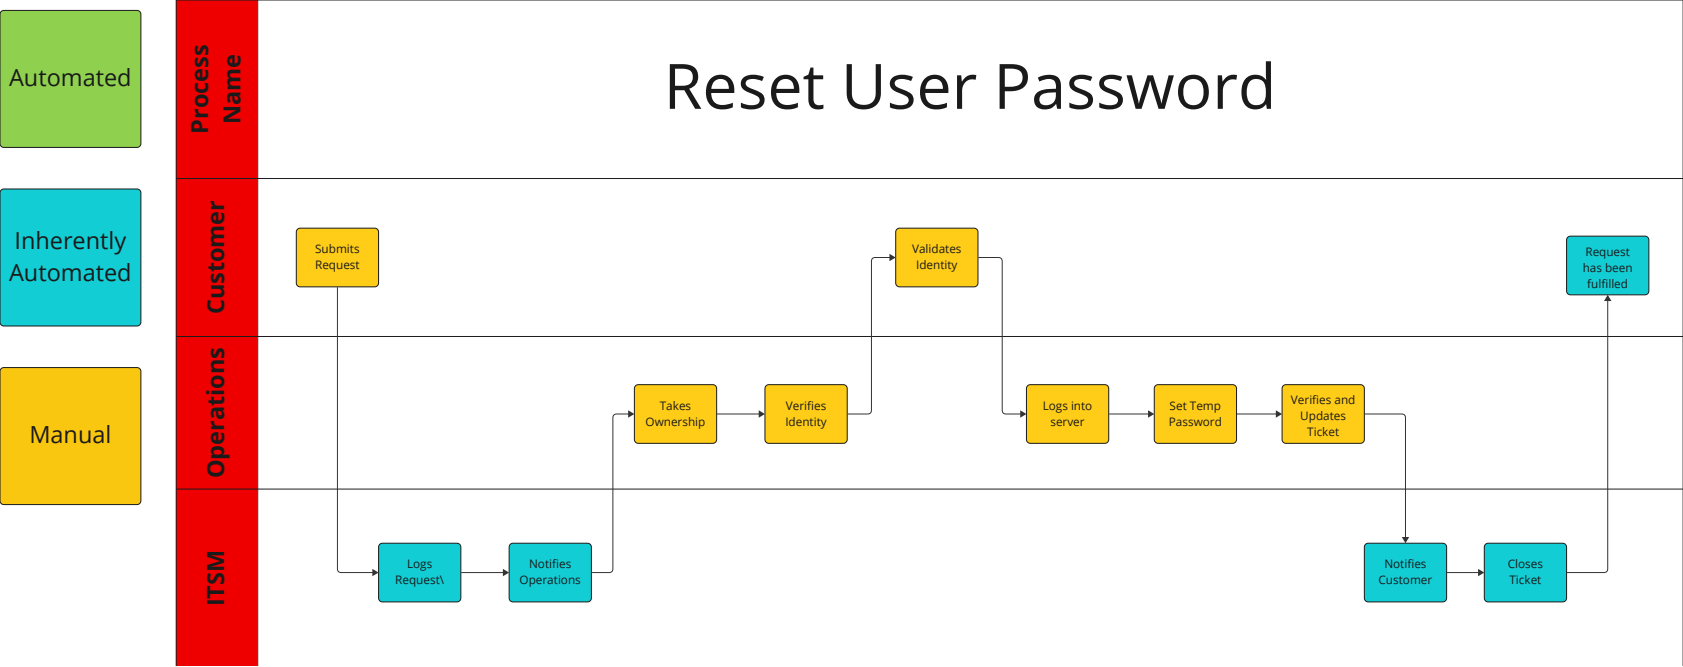 Automated
Inherently
Automated
Manual
Process
Name
Reset User Password
Customer
Submits
Request
Validates
Identity
Request
has been
fulfilled
Operations
Takes
Ownership
Verifies
Identity
Logs into
server
Set Temp
Password
Verifies and
Updates
Ticket
ITSM
Logs
Request\
Notifies
Operations
Notifies
Customer
Closes
Ticket